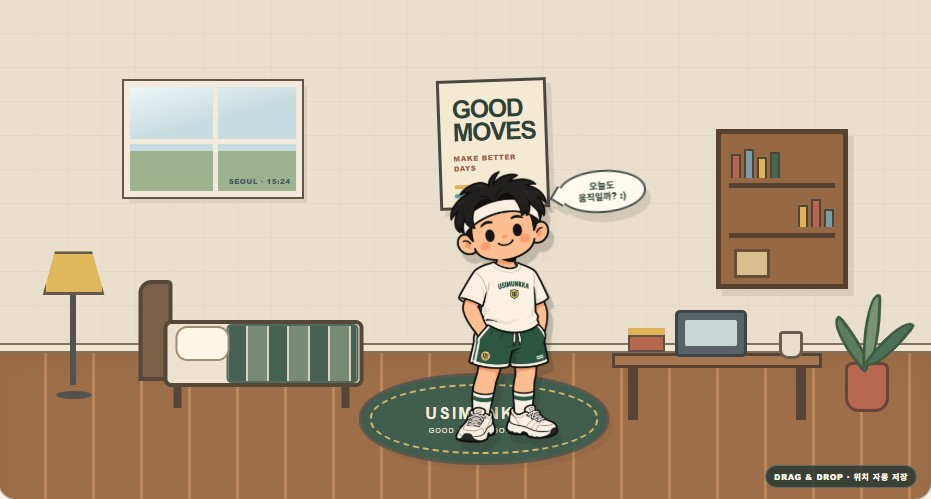 SEOUL · 15:24
GOOD
MOVES
MAKE BETTER
DAYS
오늘도
움직일까? :)
USIMUNKKA
GOOD
DRAG & DROP · 위치 자동 저장